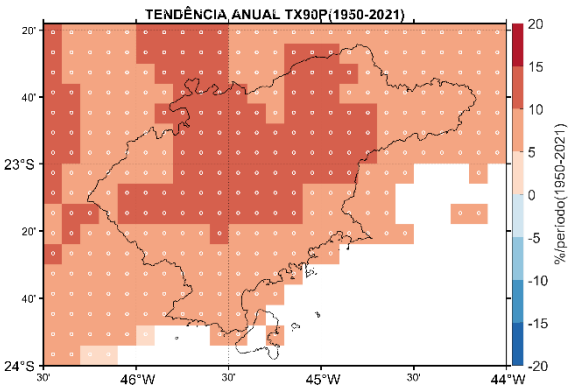 TENDÊNCIA ANUAL TX90P(1950-2021)
20'
40'
23°S
20'
40'
24°S
30'
46°W
30'
45°W
30'
44°W
20
15
10
5
0
-5
-10
-15
-20
%/período(1950-2021)